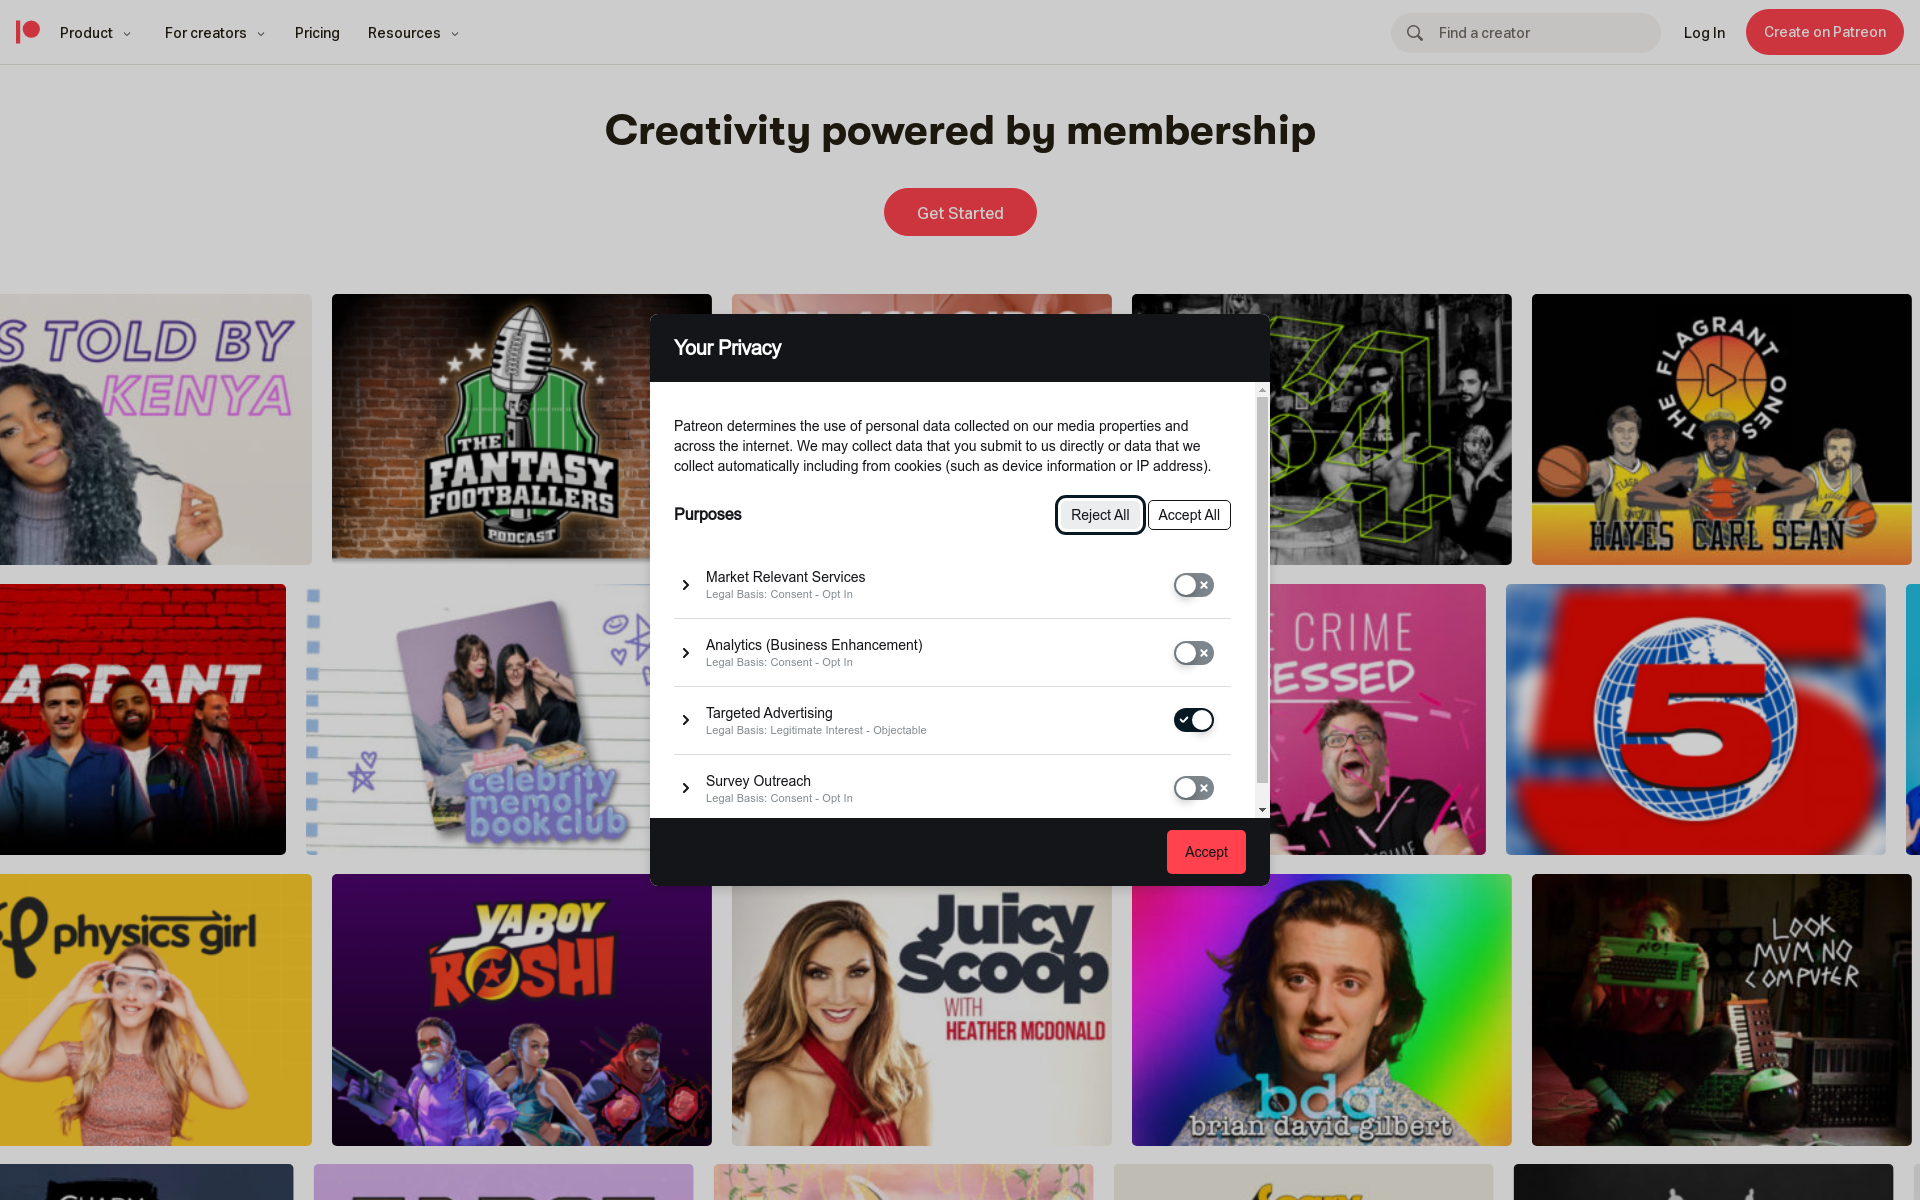 Product
For creators
Pricing
Resources
Find a creator
Log In
Create on Patreon
Creativity powered by membership
Get Started
S TOLD BY
KENYA
THE
FANTASY
FOOTBALLERS
PODCAST
THE FLAGRANT ONES
HAYES CARL SEAN
Your Privacy
Patreon determines the use of personal data collected on our media properties and
across the internet. We may collect data that you submit to us directly or data that we
collect automatically including from cookies (such as device information or IP address).
Purposes
Reject All
Accept All
Market Relevant Services
Legal Basis: Consent - Opt In
Analytics (Business Enhancement)
Legal Basis: Consent - Opt In
Targeted Advertising
Legal Basis: Legitimate Interest - Objectable
Survey Outreach
Legal Basis: Consent - Opt In
Accept
AGRANT
celebrity
memoir
book club
E CRIME
SESSED
5
physics girl
YABOY
ROSHI
Juicy
Scoop
WITH
HEATHER MCDONALD
bdg
brian david gilbert
NO!
LOOK
MUM NO
COMPUTER